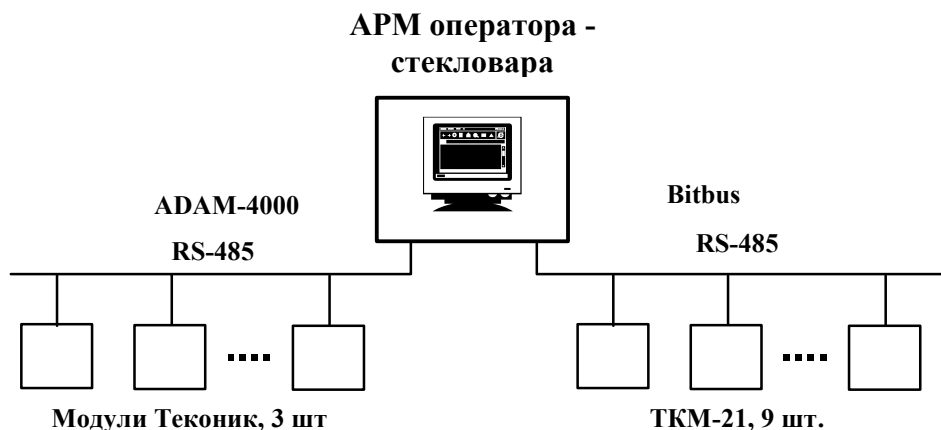 АРМ оператора -
стекловара
ADAM-4000
RS-485
Bitbus
RS-485
Модули Теконик, 3 шт
ТКМ-21, 9 шт.